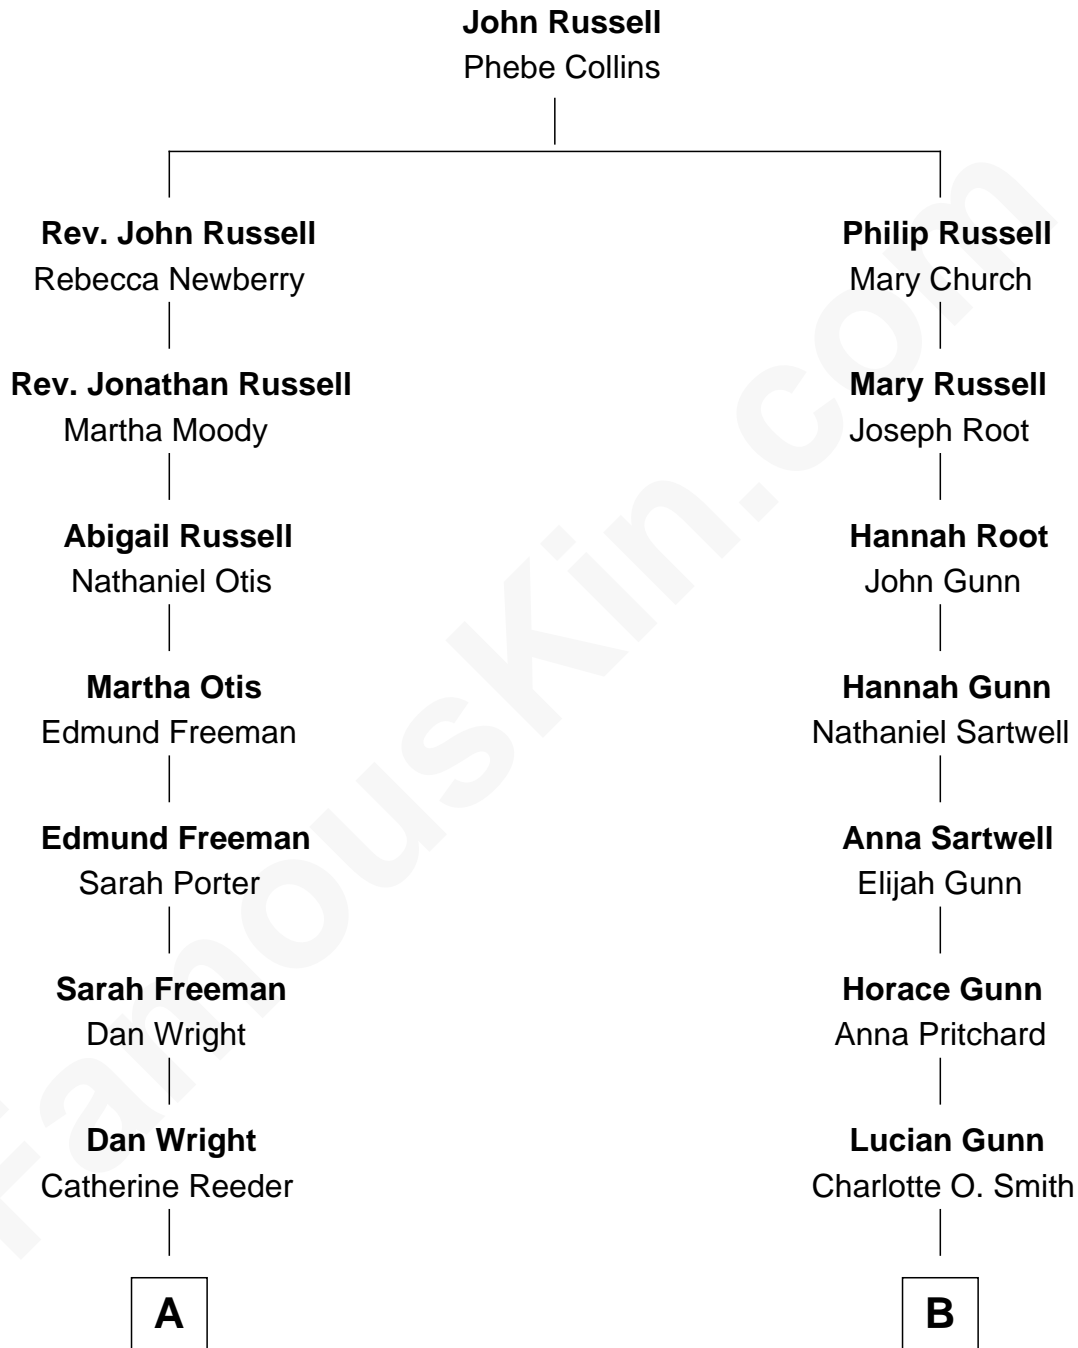 John Russell
Phebe Collins
Rev. John Russell
Rebecca Newberry
Philip Russell
Mary Church
Rev. Jonathan Russell
Martha Moody
Mary Russell
Joseph Root
Abigail Russell
Nathaniel Otis
Hannah Root
John Gunn
Martha Otis
Edmund Freeman
Hannah Gunn
Nathaniel Sartwell
Edmund Freeman
Sarah Porter
Anna Sartwell
Elijah Gunn
Sarah Freeman
Dan Wright
Horace Gunn
Anna Pritchard
Dan Wright
Catherine Reeder
Lucian Gunn
Charlotte O. Smith
A
B
FamousKin.com